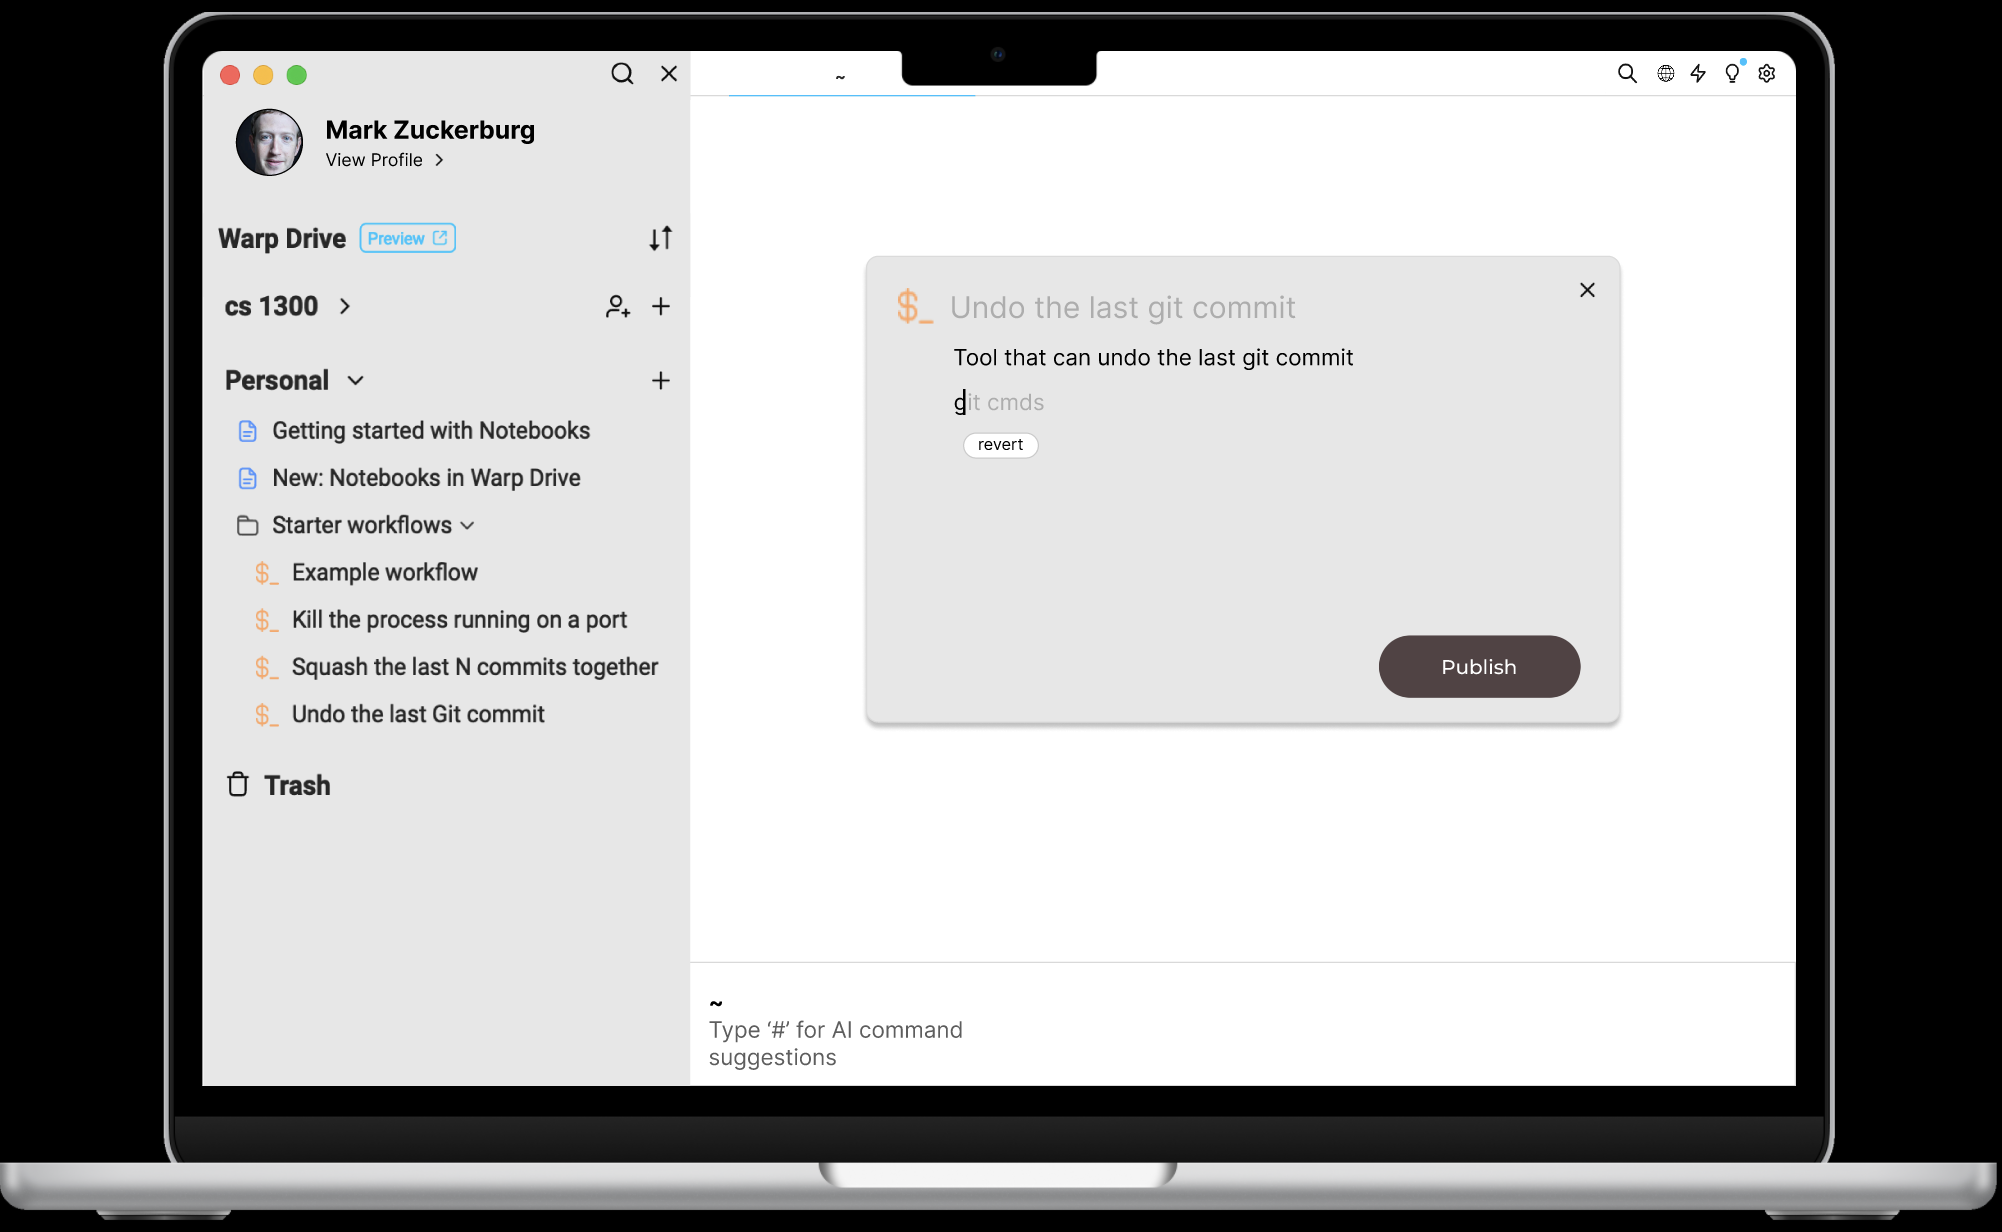 Mark Zuckerburg
View Profile
Warp Drive Preview
cs 1300
Personal
Getting started with Notebooks
New: Notebooks in Warp Drive
Starter workflows
$_ Example workflow
$_ Kill the process running on a port
$_ Squash the last N commits together
$_ Undo the last Git commit
Trash
~
$_ Undo the last git commit
Tool that can undo the last git commit
git cmds
revert
Publish
~
Type ‘#’ for AI command
suggestions